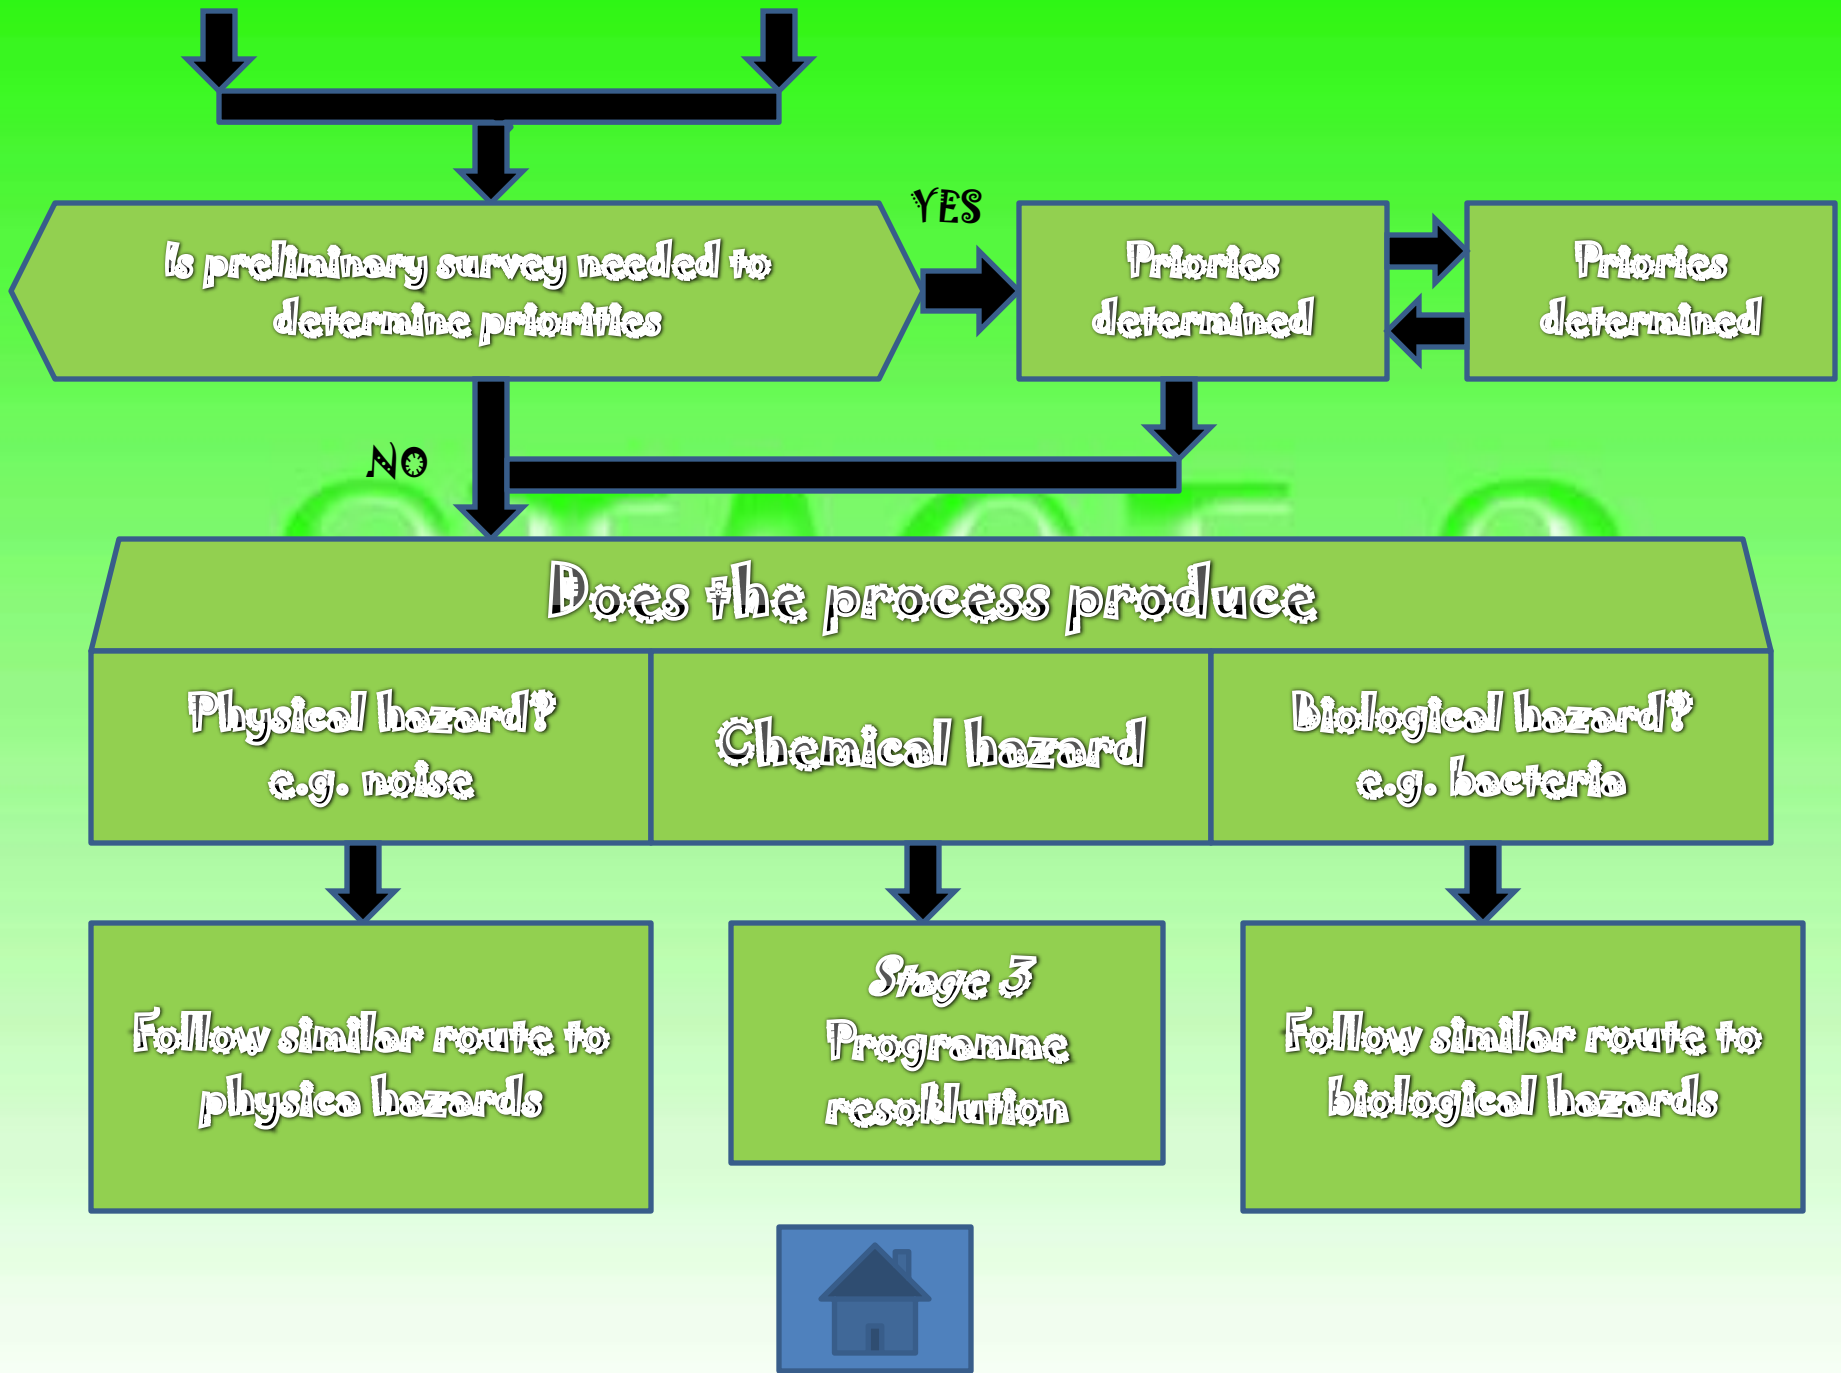 YES
Is preliminary survey needed to
determine priorities
Priories
determined
Priories
determined
NO
Does the process produce
Physical hazard?
e.g. noise
Chemical hazard
Biological hazard?
e.g. bacteria
Follow similar route to
physica hazards
Stage 3
Programme
resoklution
Follow similar route to
biological hazards